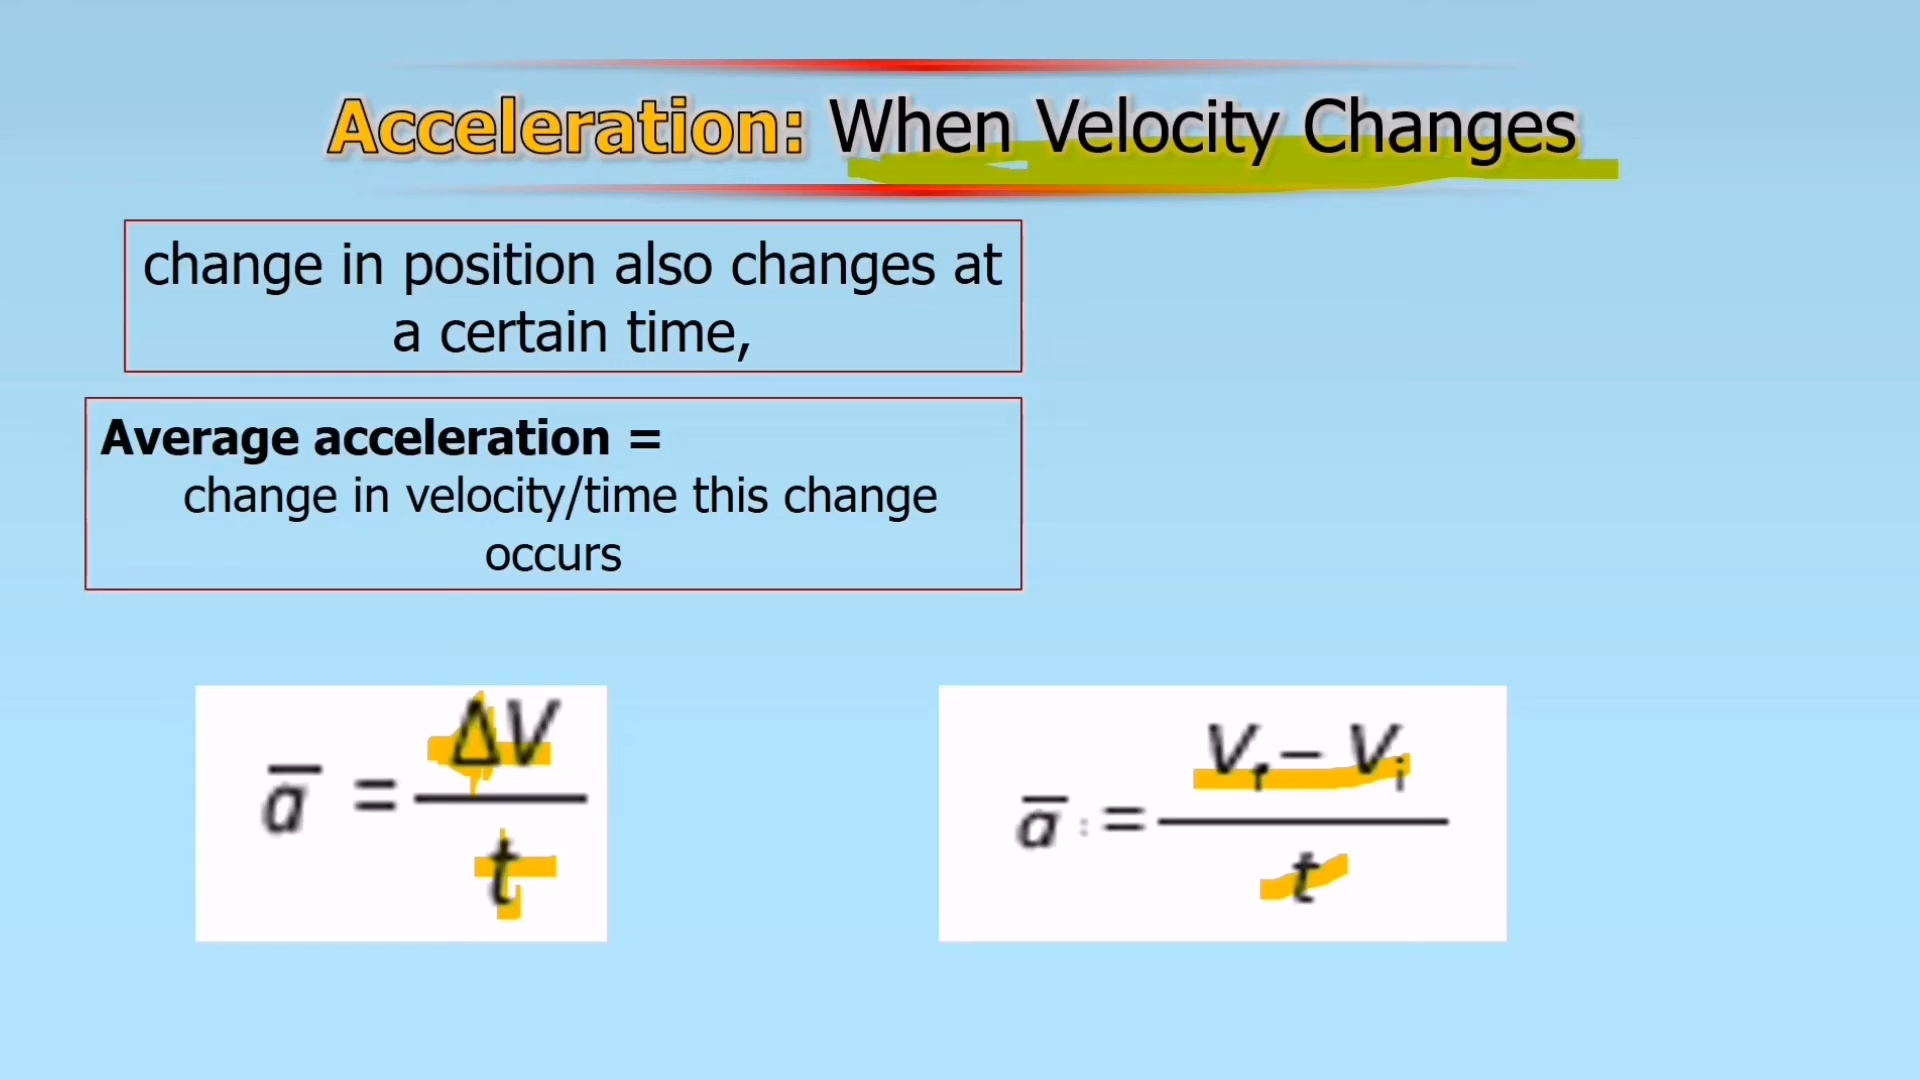 Acceleration: When Velocity Changes
change in position also changes at
a certain time,
Average acceleration =
change in velocity/time this change
occurs
a̅ = ΔV / t
a̅ : = Vf – Vi / t